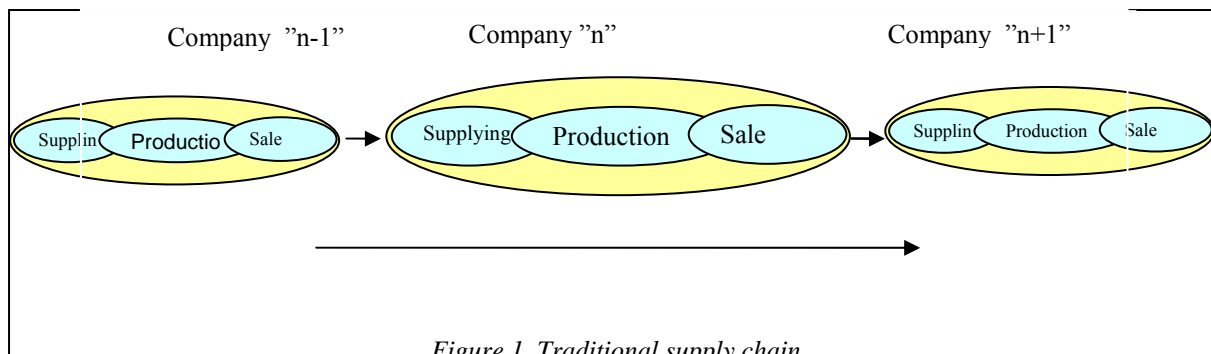 Company ”n-1” Company ”n” Company ”n+1”
Supplin Productio Sale Supplying Production Sale Supplin Production Sale
Figure 1. Traditional supply chain